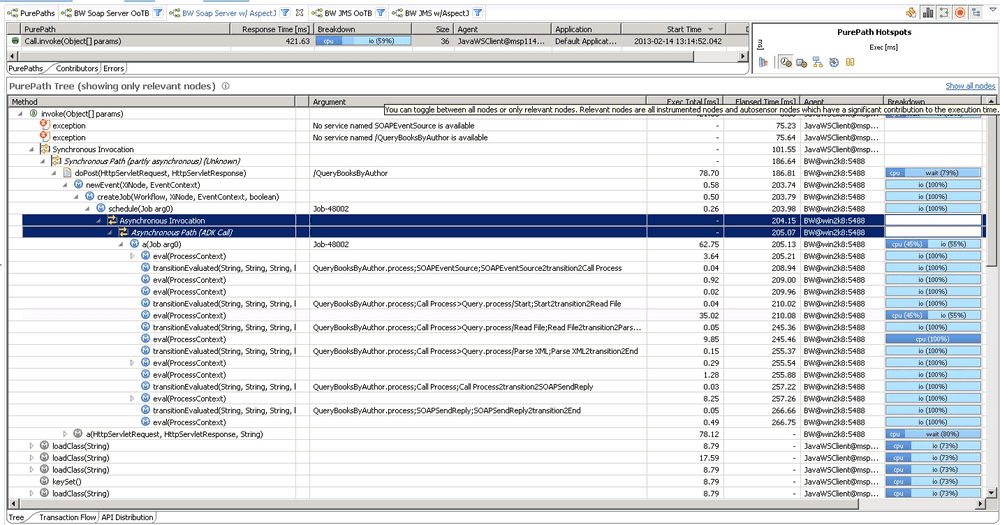 PurePaths BW Soap Server OoTB BW Soap Server w/ AspectJ BW JMS OoTB BW JMS w/AspectJ
PurePath Response Time [ms] Breakdown Size Agent Application Start Time D
Call.invoke(Object[] params) 421.63 cpu io (59%) 36 JavaWSClient@msp114... Default Applicat... 2013-02-14 13:14:52.042
PurePaths Contributors Errors
PurePath Hotspots
Exec [ms]
[ms]
PurePath Tree (showing only relevant nodes) Show all nodes
Method Argument Exec Total [ms] Elapsed Time [ms] Agent Breakdown
You can toggle between all nodes or only relevant nodes. Relevant nodes are all instrumented nodes and autosensor nodes which have a significant contribution to the execution time.
invoke(Object[] params)
exception No service named SOAPEventSource is available - 75.23 JavaWSClient@msp...
exception No service named /QueryBooksByAuthor is available - 75.64 JavaWSClient@msp...
Synchronous Invocation - 101.55 JavaWSClient@msp...
Synchronous Path (partly asynchronous) (Unknown) - 186.64 BW@win2k8:5488
doPost(HttpServletRequest, HttpServletResponse) /QueryBooksByAuthor 78.70 186.81 BW@win2k8:5488 cpu wait (79%)
newEvent(XiNode, EventContext) 0.58 203.74 BW@win2k8:5488 io (100%)
createJob(Workflow, XiNode, EventContext, boolean) 0.50 203.79 BW@win2k8:5488 io (100%)
schedule(Job arg0) Job-48002 0.26 203.98 BW@win2k8:5488 io (100%)
Asynchronous Invocation - 204.15 BW@win2k8:5488
Asynchronous Path (ADK Call) - 205.07 BW@win2k8:5488
a(Job arg0) Job-48002 62.75 205.13 BW@win2k8:5488 cpu (45%) io (55%)
eval(ProcessContext) 3.64 205.21 BW@win2k8:5488 io (100%)
transitionEvaluated(String, String, String, l QueryBooksByAuthor.process;SOAPEventSource;SOAPEventSource2transition2Call Process 0.04 208.94 BW@win2k8:5488 io (100%)
eval(ProcessContext) 0.92 209.00 BW@win2k8:5488 io (100%)
eval(ProcessContext) 0.02 209.96 BW@win2k8:5488 io (100%)
transitionEvaluated(String, String, String, l QueryBooksByAuthor.process;Call Process>Query.process/Start;Start2transition2Read File 0.04 210.02 BW@win2k8:5488 io (100%)
eval(ProcessContext) 35.02 210.08 BW@win2k8:5488 cpu (45%) io (55%)
transitionEvaluated(String, String, String, l QueryBooksByAuthor.process;Call Process>Query.process/Read File;Read File2transition2Pars... 0.05 245.36 BW@win2k8:5488 io (100%)
eval(ProcessContext) 9.85 245.46 BW@win2k8:5488 cpu (100%)
transitionEvaluated(String, String, String, l QueryBooksByAuthor.process;Call Process>Query.process/Parse XML;Parse XML2transition2End 0.15 255.37 BW@win2k8:5488 io (100%)
eval(ProcessContext) 0.29 255.54 BW@win2k8:5488 io (100%)
eval(ProcessContext) 1.28 255.88 BW@win2k8:5488 io (100%)
transitionEvaluated(String, String, String, l QueryBooksByAuthor.process;Call Process;Call Process2transition2SOAPSendReply 0.03 257.22 BW@win2k8:5488 io (100%)
eval(ProcessContext) 8.25 257.26 BW@win2k8:5488 io (100%)
transitionEvaluated(String, String, String, l QueryBooksByAuthor.process;SOAPSendReply;SOAPSendReply2transition2End 0.05 266.66 BW@win2k8:5488 io (100%)
eval(ProcessContext) 0.49 266.75 BW@win2k8:5488 io (100%)
a(HttpServletRequest, HttpServletResponse, String) 78.12 - BW@win2k8:5488 cpu wait (80%)
loadClass(String) 8.79 - JavaWSClient@msp... cpu io (73%)
loadClass(String) 17.59 - JavaWSClient@msp... cpu io (73%)
loadClass(String) 8.79 - JavaWSClient@msp... cpu io (73%)
keySet() 8.79 - JavaWSClient@msp... cpu io (73%)
loadClass(String) 8.79 - JavaWSClient@msp... cpu io (73%)
Tree Transaction Flow API Distribution